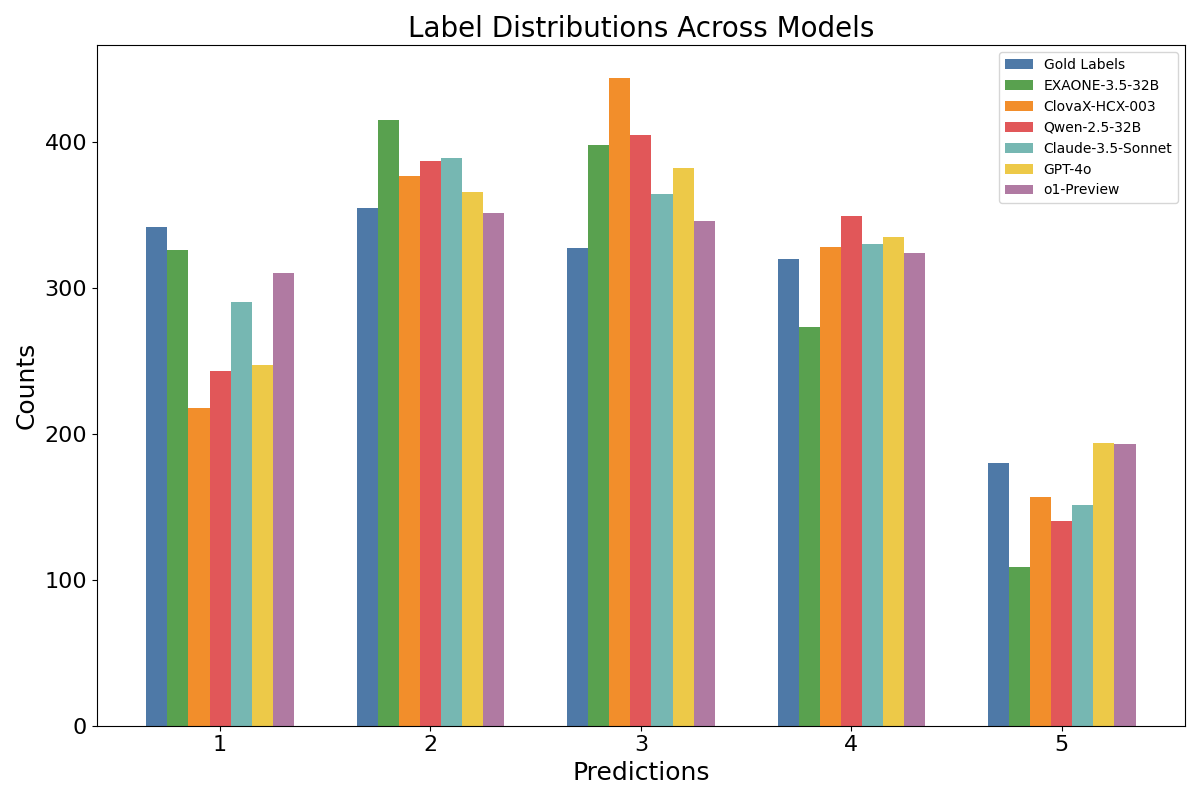 Label Distributions Across Models
Gold Labels
EXAONE-3.5-32B
ClovaX-HCX-003
Qwen-2.5-32B
Claude-3.5-Sonnet
GPT-4o
o1-Preview
Counts
400
300
200
100
0
1 2 3 4 5
Predictions